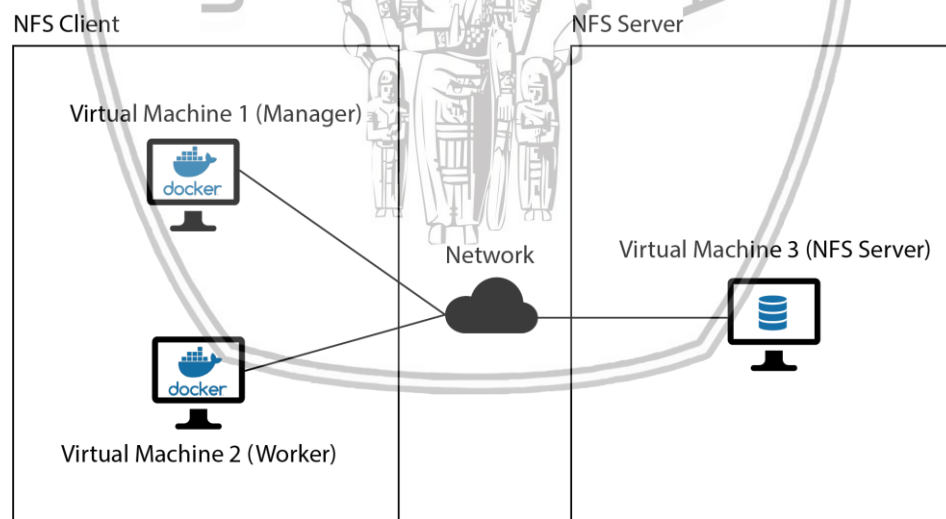 NFS Client
NFS Server
Virtual Machine 1 (Manager)
docker
Network
Virtual Machine 3 (NFS Server)
docker
Virtual Machine 2 (Worker)